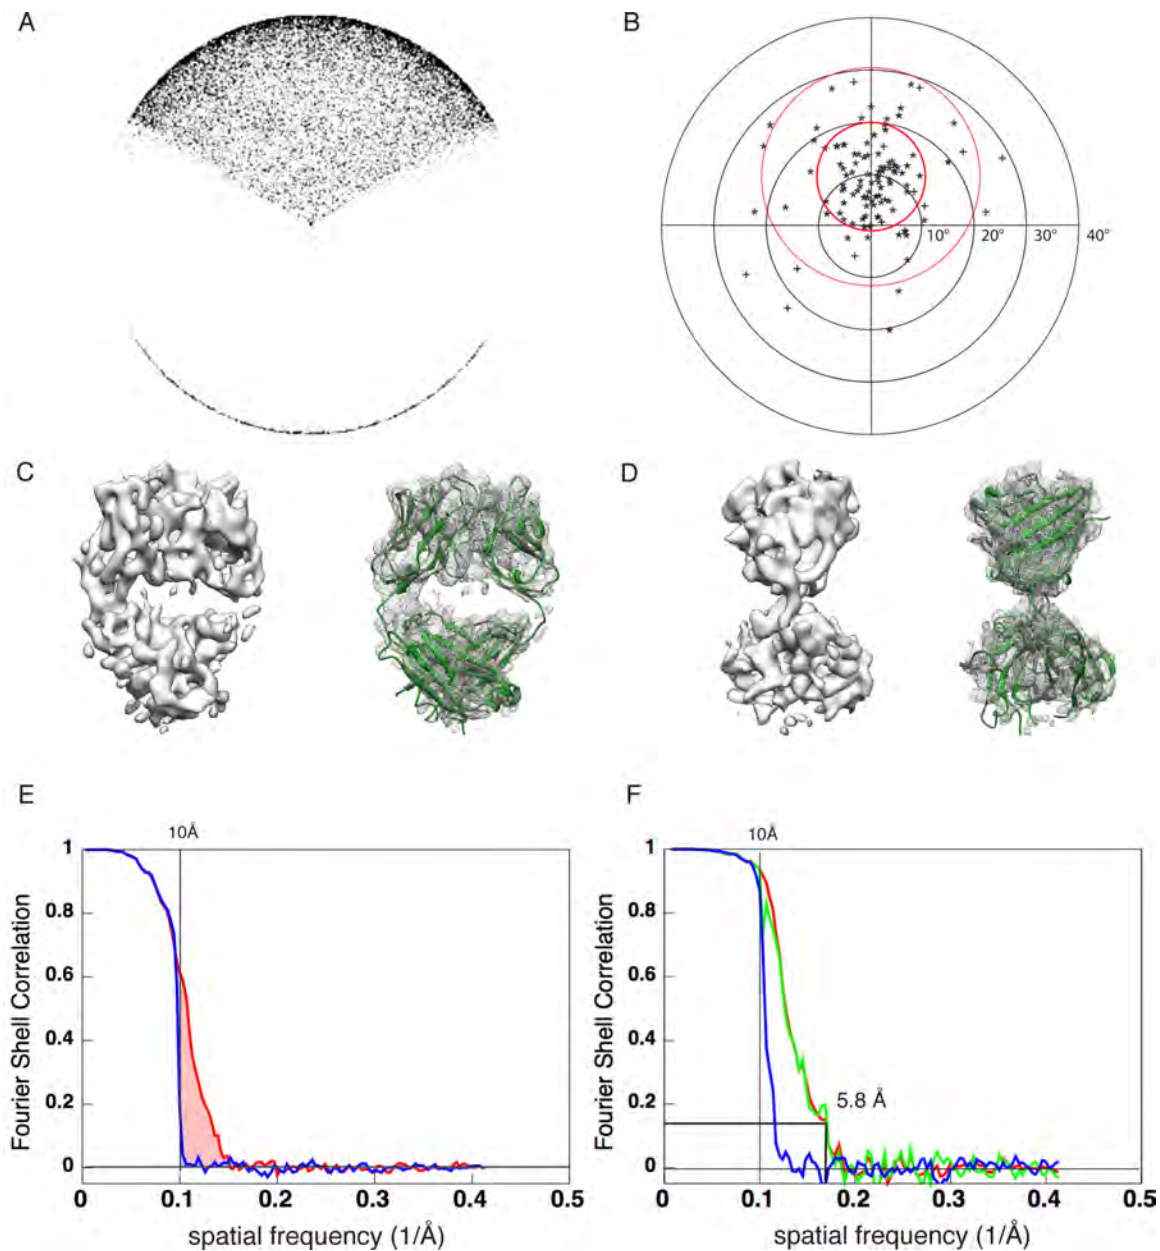 A
B
10° 20° 30° 40°
C
D
E
F
10Å
10Å
1
0.8
0.6
0.4
0.2
0
Fourier Shell Correlation
0 0.1 0.2 0.3 0.4 0.5
spatial frequency (1/Å)
1
0.8
0.6
0.4
0.2
0
Fourier Shell Correlation
5.8 Å
0 0.1 0.2 0.3 0.4 0.5
spatial frequency (1/Å)